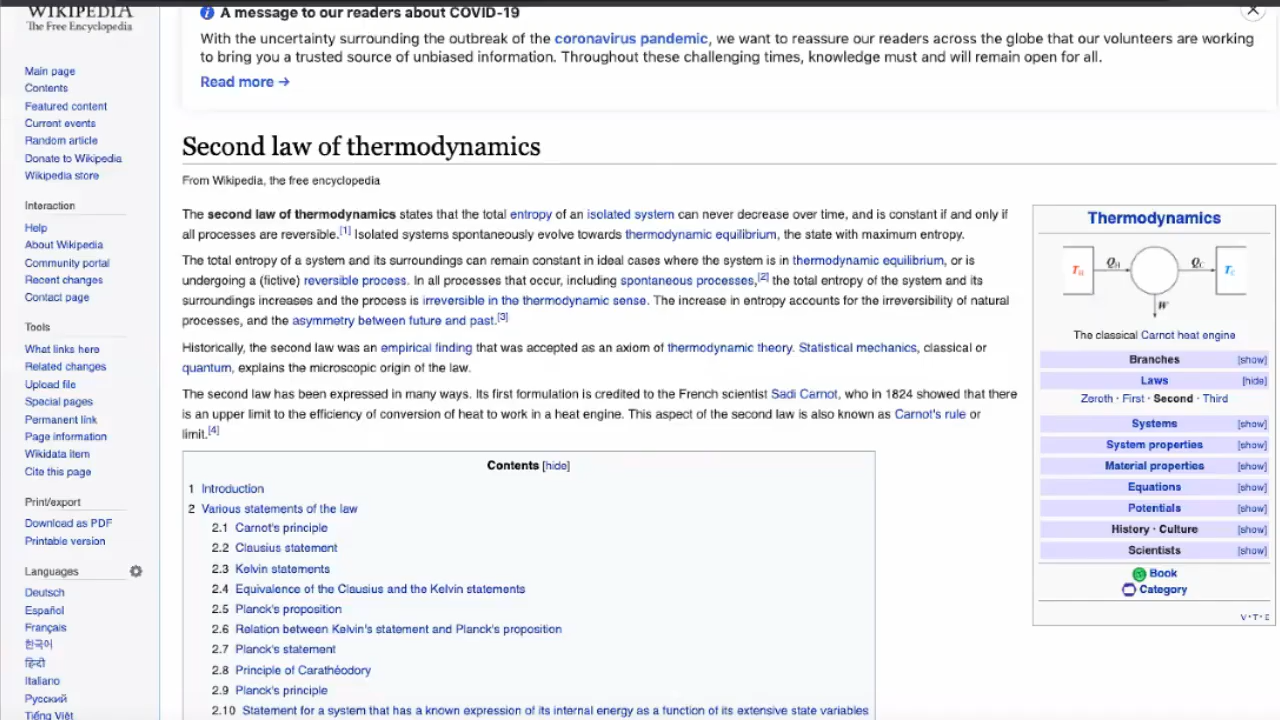 WIKIPEDIA
The Free Encyclopedia
Main page
Contents
Featured content
Current events
Random article
Donate to Wikipedia
Wikipedia store
Interaction
Help
About Wikipedia
Community portal
Recent changes
Contact page
Tools
What links here
Related changes
Upload file
Special pages
Permanent link
Page information
Wikidata item
Cite this page
Print/export
Download as PDF
Printable version
Languages
Deutsch
Español
Français
한국어
हिन्दी
Italiano
Русский
Tiếng Việt
A message to our readers about COVID-19
With the uncertainty surrounding the outbreak of the coronavirus pandemic, we want to reassure our readers across the globe that our volunteers are working
to bring you a trusted source of unbiased information. Throughout these challenging times, knowledge must and will remain open for all.
Read more →
Second law of thermodynamics
From Wikipedia, the free encyclopedia
The second law of thermodynamics states that the total entropy of an isolated system can never decrease over time, and is constant if and only if
all processes are reversible.[1] Isolated systems spontaneously evolve towards thermodynamic equilibrium, the state with maximum entropy.
The total entropy of a system and its surroundings can remain constant in ideal cases where the system is in thermodynamic equilibrium, or is
undergoing a (fictive) reversible process. In all processes that occur, including spontaneous processes,[2] the total entropy of the system and its
surroundings increases and the process is irreversible in the thermodynamic sense. The increase in entropy accounts for the irreversibility of natural
processes, and the asymmetry between future and past.[3]
Historically, the second law was an empirical finding that was accepted as an axiom of thermodynamic theory. Statistical mechanics, classical or
quantum, explains the microscopic origin of the law.
The second law has been expressed in many ways. Its first formulation is credited to the French scientist Sadi Carnot, who in 1824 showed that there
is an upper limit to the efficiency of conversion of heat to work in a heat engine. This aspect of the second law is also known as Carnot's rule or
limit.[4]
Contents [hide]
1 Introduction
2 Various statements of the law
2.1 Carnot's principle
2.2 Clausius statement
2.3 Kelvin statements
2.4 Equivalence of the Clausius and the Kelvin statements
2.5 Planck's proposition
2.6 Relation between Kelvin's statement and Planck's proposition
2.7 Planck's statement
2.8 Principle of Carathéodory
2.9 Planck's principle
2.10 Statement for a system that has a known expression of its internal energy as a function of its extensive state variables
Thermodynamics
T_H Q_H Q_C T_C
W
The classical Carnot heat engine
Branches [show]
Laws [hide]
Zeroth · First · Second · Third
Systems [show]
System properties [show]
Material properties [show]
Equations [show]
Potentials [show]
History · Culture [show]
Scientists [show]
Book
Category
V · T · E